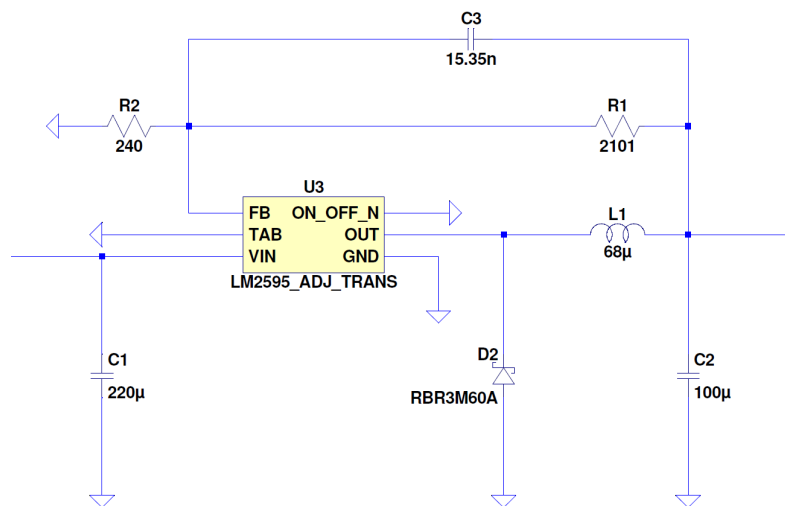 C3
15.35n
R2
240
R1
2101
U3
FB ON_OFF_N
TAB OUT
VIN GND
LM2595_ADJ_TRANS
L1
68µ
D2
RBR3M60A
C1
220µ
C2
100µ